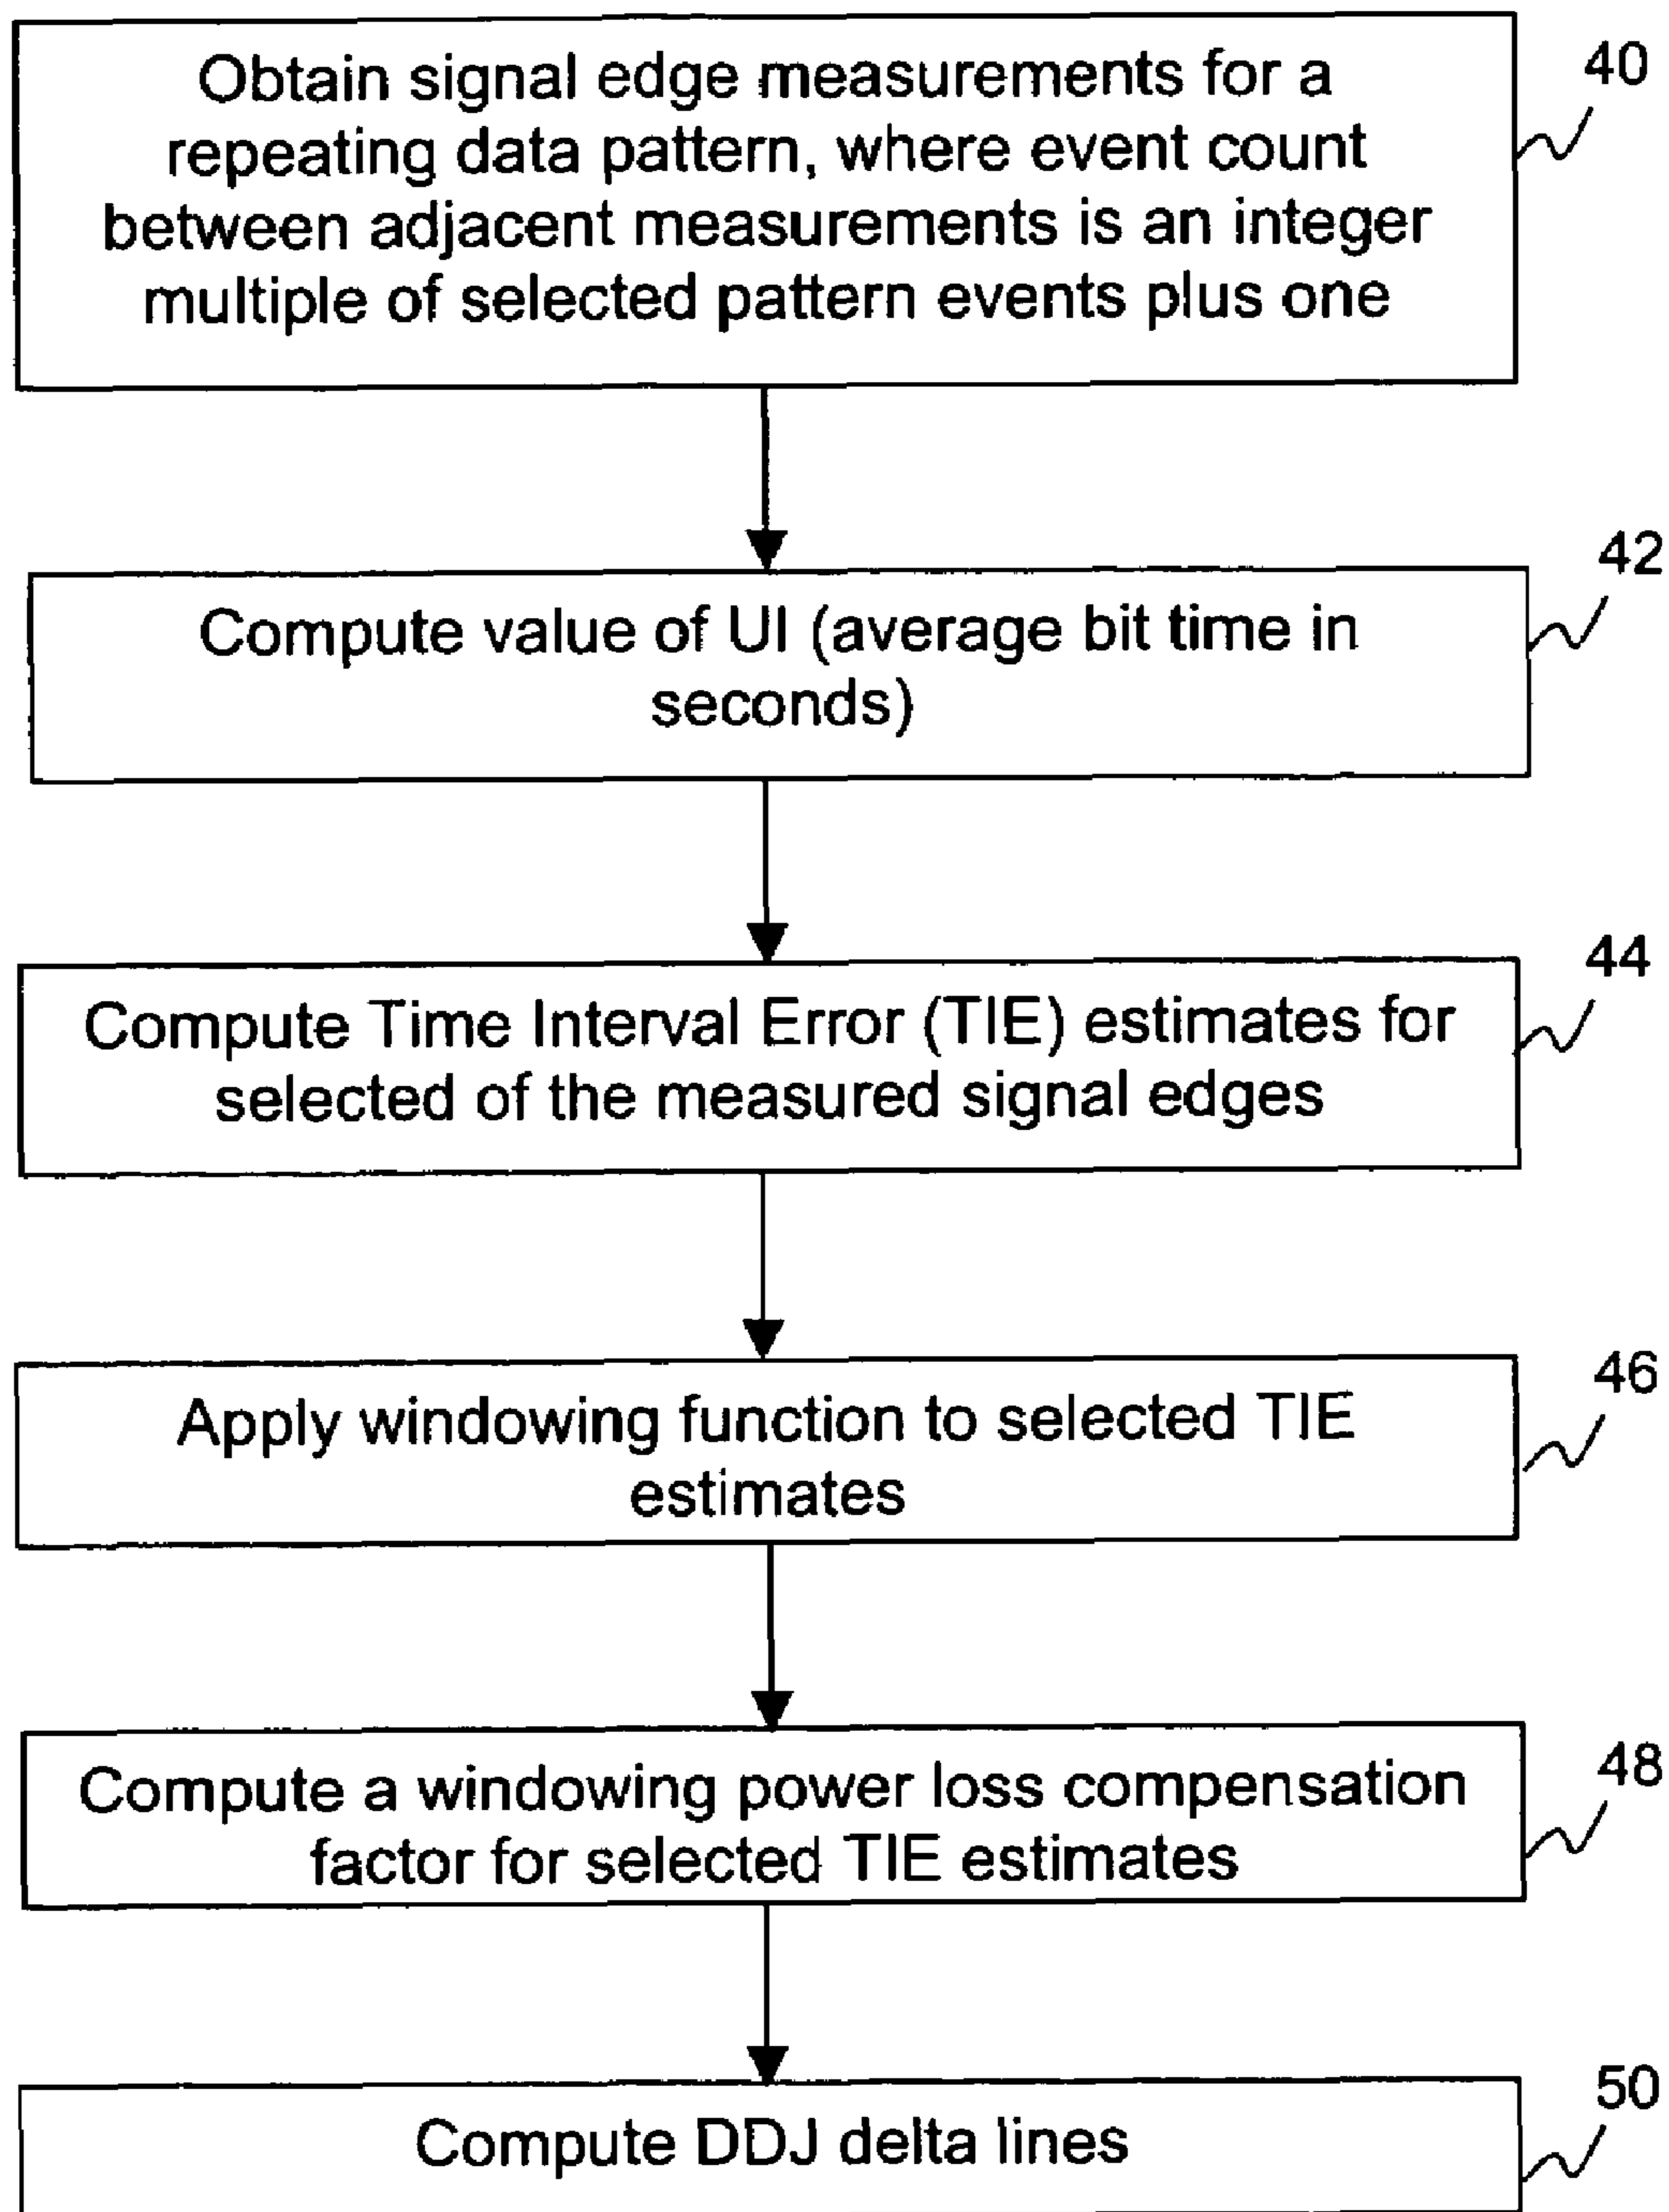 Obtain signal edge measurements for a
repeating data pattern, where event count
between adjacent measurements is an integer
multiple of selected pattern events plus one
40
Compute value of UI (average bit time in
seconds)
42
Compute Time Interval Error (TIE) estimates for
selected of the measured signal edges
44
Apply windowing function to selected TIE
estimates
46
Compute a windowing power loss compensation
factor for selected TIE estimates
48
Compute DDJ delta lines
50